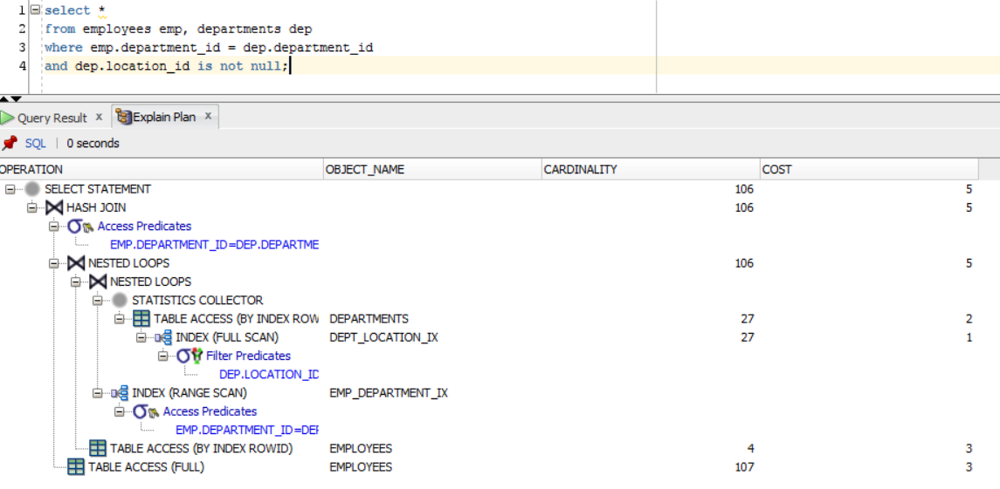 1 select *
2 from employees emp, departments dep
3 where emp.department_id = dep.department_id
4 and dep.location_id is not null;
Query Result x Explain Plan x
SQL | 0 seconds
OPERATION OBJECT_NAME CARDINALITY COST
SELECT STATEMENT 106 5
HASH JOIN 106 5
Access Predicates
EMP.DEPARTMENT_ID=DEP.DEPARTME
NESTED LOOPS 106 5
NESTED LOOPS
STATISTICS COLLECTOR
TABLE ACCESS (BY INDEX ROW DEPARTMENTS 27 2
INDEX (FULL SCAN) DEPT_LOCATION_IX 27 1
Filter Predicates
DEP.LOCATION_ID
INDEX (RANGE SCAN) EMP_DEPARTMENT_IX
Access Predicates
EMP.DEPARTMENT_ID=DEP
TABLE ACCESS (BY INDEX ROWID) EMPLOYEES 4 3
TABLE ACCESS (FULL) EMPLOYEES 107 3